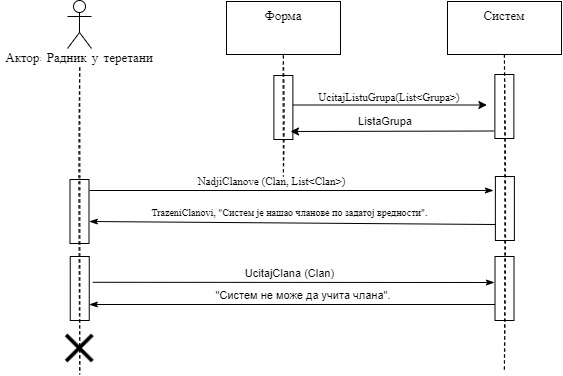 Форма
Систем
Актор: Радник у теретани
UcitajListuGrupa(List<Grupa>)
ListaGrupa
NadjiClanove (Clan, List<Clan>)
TrazeniClanovi, "Систем је нашао чланове по задатој вредности".
UcitajClana (Clan)
"Систем не може да учита члана".